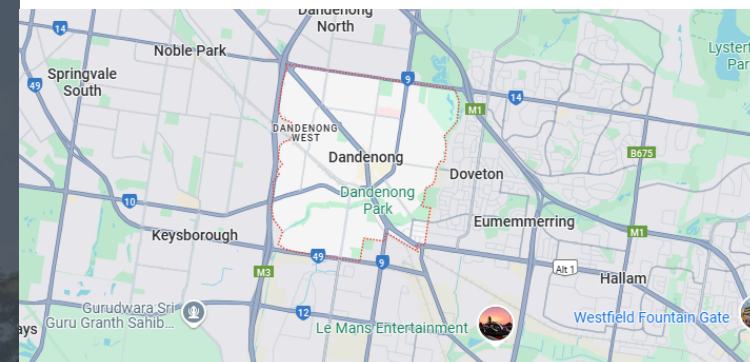 Dandenong
North
14
Noble Park
Lyster
Par
Springvale
South
49
9
14
M1
DANDENONG
WEST
Dandenong
B675
Doveton
Dandenong
Park
10
Eumemmerring
Keysborough
M1
49
9
Alt 1
M3
Hallam
Gurudwara Sri
Guru Granth Sahib...
12
Westfield Fountain Gate
ays
Le Mans Entertainment